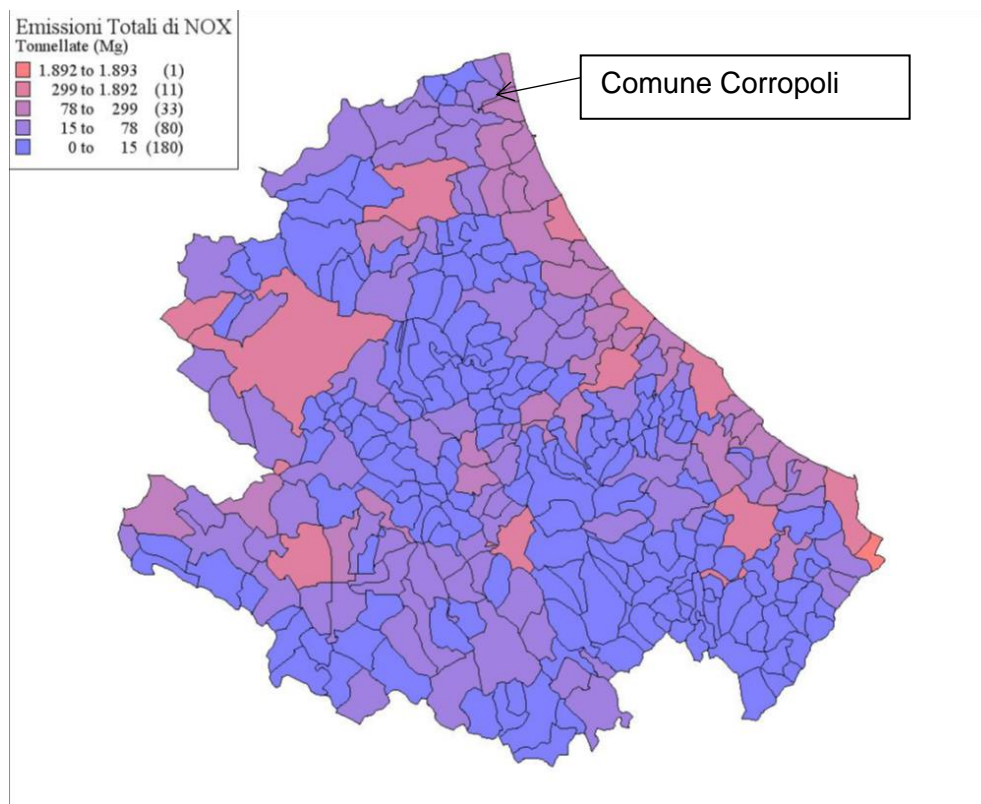 Emissioni Totali di NOX
Tonnellate (Mg)
1.892 to 1.893 (1)
299 to 1.892 (11)
78 to 299 (33)
15 to 78 (80)
0 to 15 (180)
Comune Corropoli